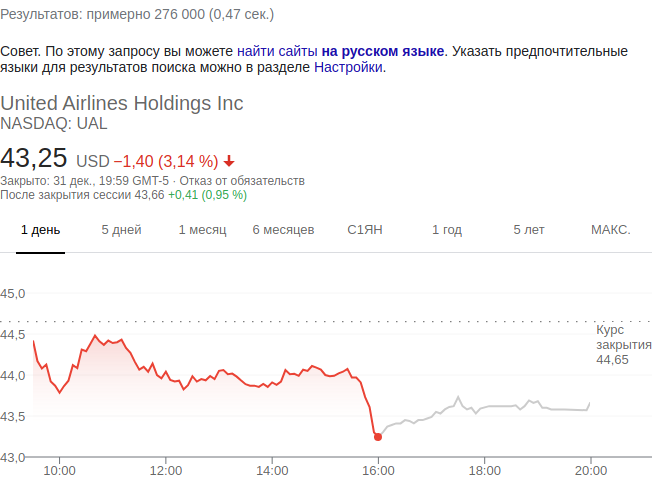 Результатов: примерно 276 000 (0,47 сек.)
Совет. По этому запросу вы можете найти сайты на русском языке. Указать предпочтительные
языки для результатов поиска можно в разделе Настройки.
United Airlines Holdings Inc
NASDAQ: UAL
43,25 USD −1,40 (3,14 %)
Закрыто: 31 дек., 19:59 GMT-5 · Отказ от обязательств
После закрытия сессии 43,66 +0,41 (0,95 %)
1 день 5 дней 1 месяц 6 месяцев С1ЯН 1 год 5 лет МАКС.
45,0
44,5
44,0
43,5
43,0
Курс
закрытия
44,65
10:00 12:00 14:00 16:00 18:00 20:00